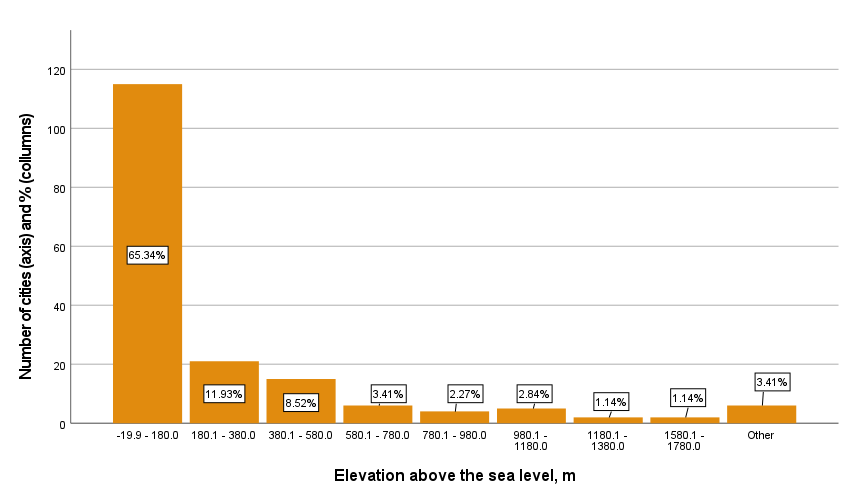 Number of cities (axis) and % (collumns)
120
100
80
60
40
20
0
65.34%
11.93%
8.52%
3.41%
2.27%
2.84%
1.14%
1.14%
3.41%
-19.9 - 180.0
180.1 - 380.0
380.1 - 580.0
580.1 - 780.0
780.1 - 980.0
980.1 -
1180.0
1180.1 -
1380.0
1580.1 -
1780.0
Other
Elevation above the sea level, m